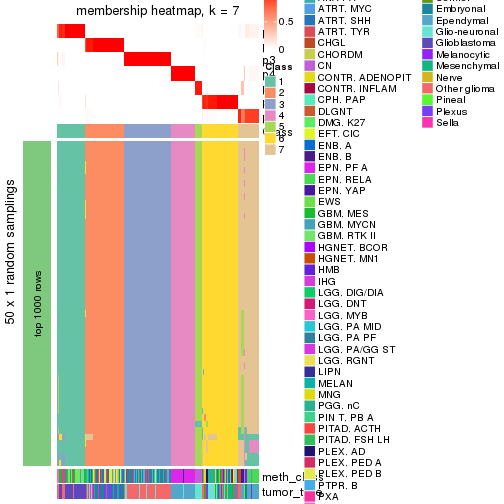 membership heatmap, k = 7
p3
0.5
0
Class
1
2
3
4
5
6
7
50 x 1 random samplings
top 1000 rows
ATRT. MYC
ATRT. SHH
ATRT. TYR
CHGL
CHORDM
CN
CONTR. ADENOPIT
CONTR. INFLAM
CPH. PAP
DLGNT
DMG. K27
EFT. CIC
ENB. A
ENB. B
EPN. PF A
EPN. RELA
EPN. YAP
EWS
GBM. MES
GBM. MYCN
GBM. RTK II
HGNET. BCOR
HGNET. MN1
HMB
IHG
LGG. DIG/DIA
LGG. DNT
LGG. MYB
LGG. PA MID
LGG. PA PF
LGG. PA/GG ST
LGG. RGNT
LIPN
MELAN
MNG
PGG. nC
PIN T. PB A
PITAD. ACTH
PITAD. FSH LH
PLEX. AD
PLEX. PED A
PLEX. PED B
PTPR. B
PXA
Embryonal
Ependymal
Glio-neuronal
Glioblastoma
Melanocytic
Mesenchymal
Nerve
Other glioma
Pineal
Plexus
Sella
meth_c
tumor_t